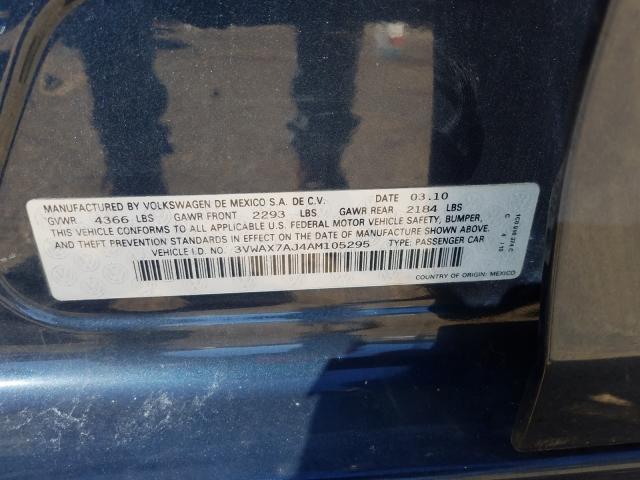 MANUFACTURED BY VOLKSWAGEN DE MEXICO S.A. DE C.V. DATE 03.10
GVWR 4366 LBS GAWR FRONT 2293 LBS GAWR REAR 2184 LBS
THIS VEHICLE CONFORMS TO ALL APPLICABLE U.S. FEDERAL MOTOR VEHICLE SAFETY, BUMPER,
AND THEFT PREVENTION STANDARDS IN EFFECT ON THE DATE OF MANUFACTURE SHOWN ABOVE.
VEHICLE I.D. NO. 3VWAX7AJ4AM105295 TYPE: PASSENGER CAR
COUNTRY OF ORIGIN: MEXICO